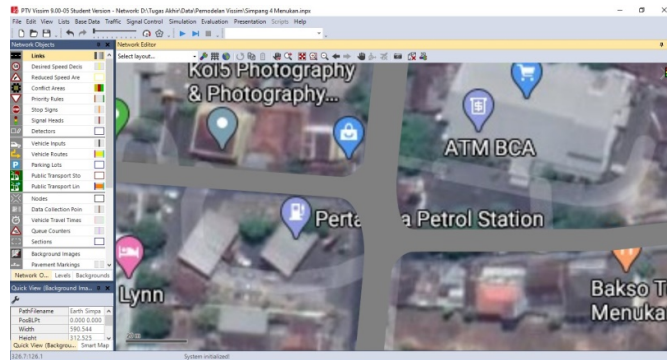 PTV Vissim 9.00-05 Student Version - Network: D:\Tugas Akhir\Data\Pemodelan Vissim\Simpang 4 Menukan.inpx
File Edit View Lists Base Data Traffic Signal Control Simulation Evaluation Presentation Scripts Help
Network Objects
Network Editor
Select layout...
Links
Desired Speed Decis
Reduced Speed Are
Conflict Areas
Priority Rules
Stop Signs
Signal Heads
Detectors
Vehicle Inputs
Vehicle Routes
Parking Lots
Public Transport Sto
Public Transport Lin
Nodes
Data Collection Poin
Vehicle Travel Times
Queue Counters
Sections
Background Images
Pavement Markings
Network O... Levels Backgrounds
Quick View (Background Ima...
PathFilename Earth Simpa
PosBLPt 0.000 0.000
Width 590.544
Height 312.525
Quick View (Backgrou... Smart Map
Kol5 Photography
& Photography...
ATM BCA
Perta a Petrol Station
Lynn
Bakso T
Menuka
326.7:126.1 System initialized!